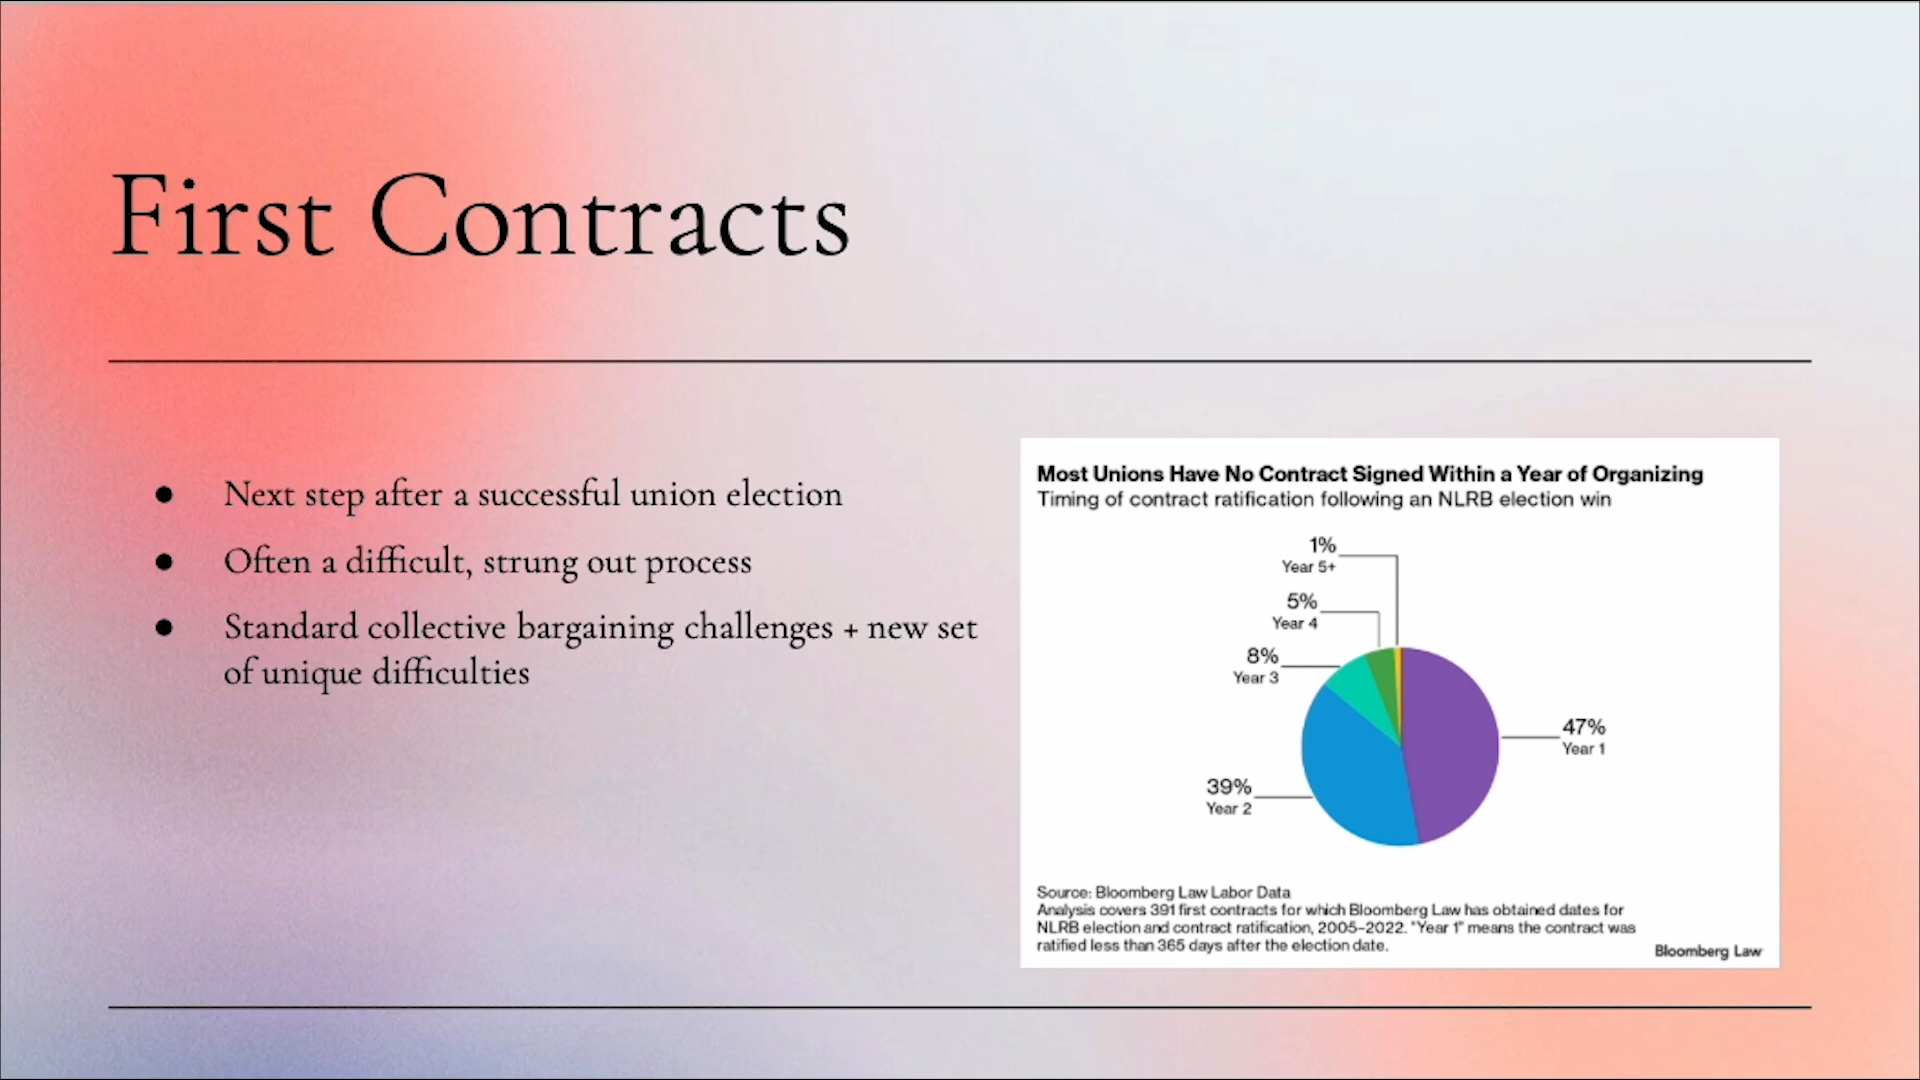 First Contracts
● Next step after a successful union election
● Often a difficult, strung out process
● Standard collective bargaining challenges + new set
of unique difficulties
Most Unions Have No Contract Signed Within a Year of Organizing
Timing of contract ratification following an NLRB election win
1%
Year 5+
5%
Year 4
8%
Year 3
47%
Year 1
39%
Year 2
Source: Bloomberg Law Labor Data
Analysis covers 391 first contracts for which Bloomberg Law has obtained dates for
NLRB election and contract ratification, 2005–2022. "Year 1" means the contract was
ratified less than 365 days after the election date.
Bloomberg Law